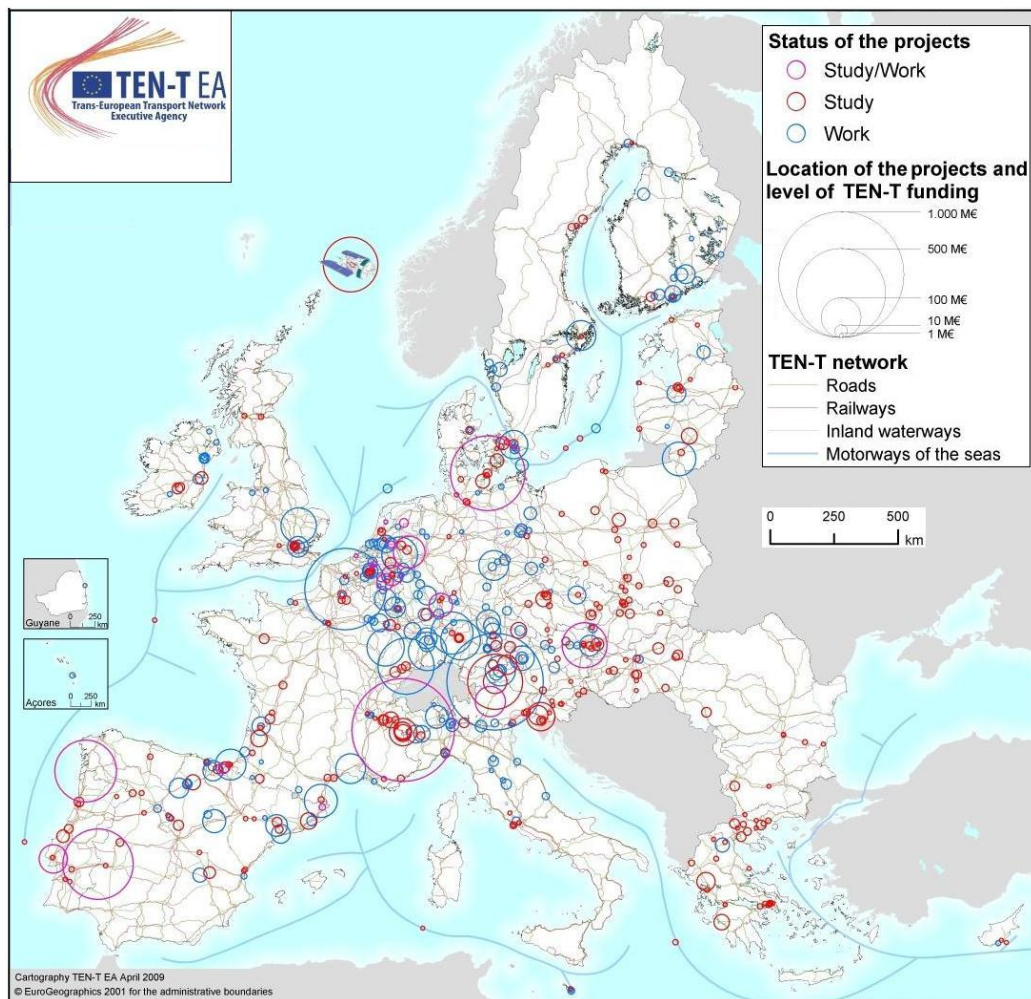 TEN-T EA
Trans-European Transport Network
Executive Agency
Status of the projects
Study/Work
Study
Work
Location of the projects and
level of TEN-T funding
1.000 M€
500 M€
100 M€
10 M€
1 M€
TEN-T network
Roads
Railways
Inland waterways
Motorways of the seas
0 250 500
km
0 250
Guyane km
0 250
Açores km
Cartography TEN-T EA April 2009
© EuroGeographics 2001 for the administrative boundaries